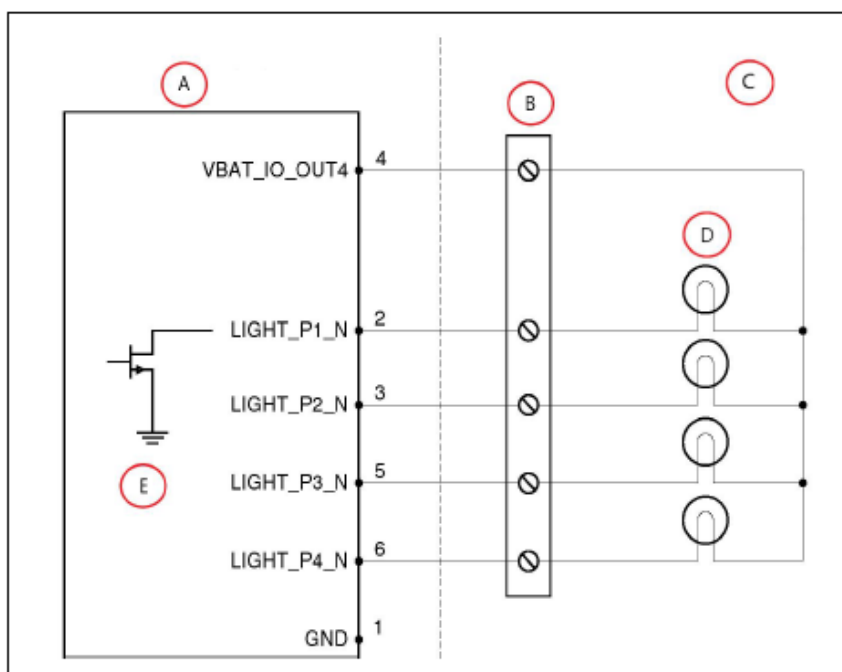 A
B
C
VBAT_IO_OUT4 4
D
LIGHT_P1_N 2
LIGHT_P2_N 3
E
LIGHT_P3_N 5
LIGHT_P4_N 6
GND 1